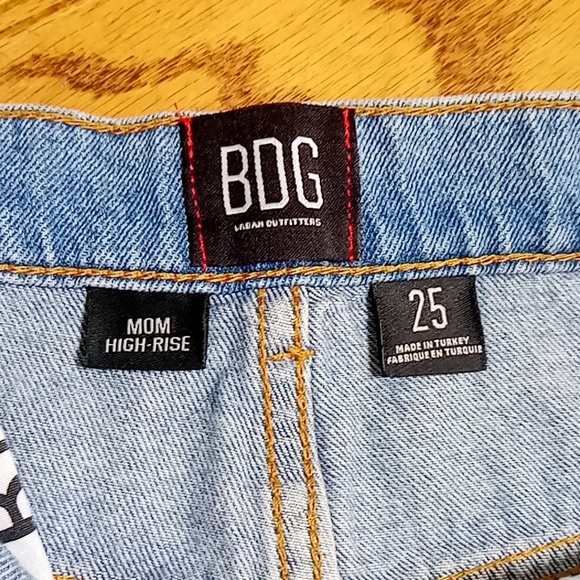 BDG
URBAN OUTFITTERS
MOM
HIGH-RISE
25
MADE IN TURKEY
FABRIQUE EN TURQUIE